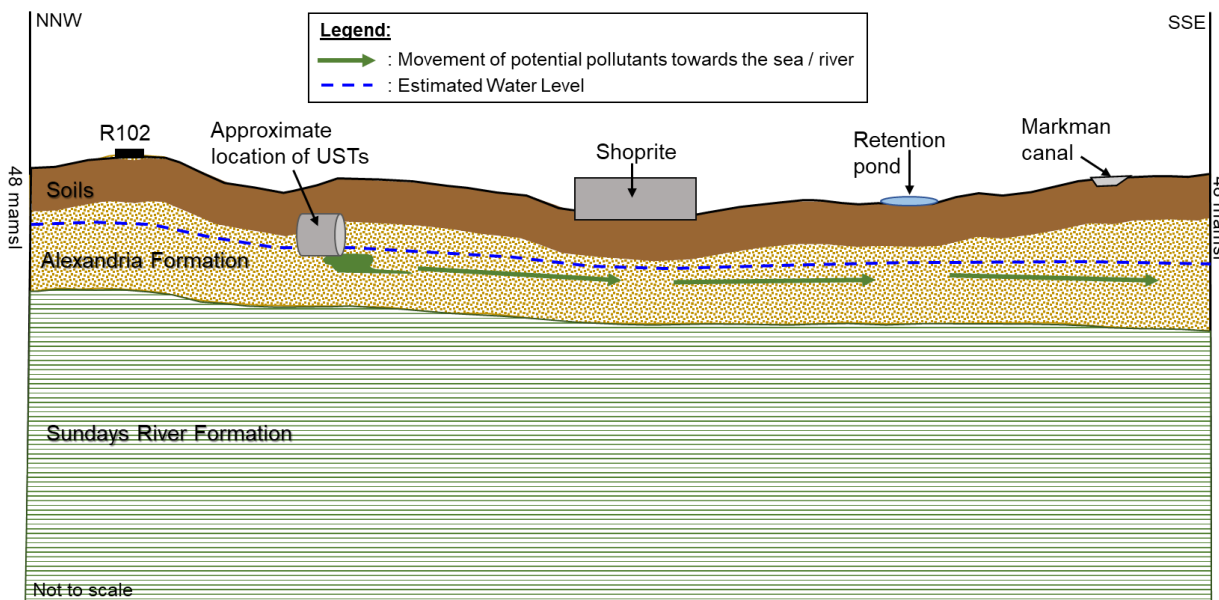 NNW
SSE
Legend:
: Movement of potential pollutants towards the sea / river
: Estimated Water Level
R102
Approximate
location of USTs
Shoprite
Retention
pond
Markman
canal
48 mamsl
Soils
mamsl
Alexandria Formation
Sundays River Formation
Not to scale